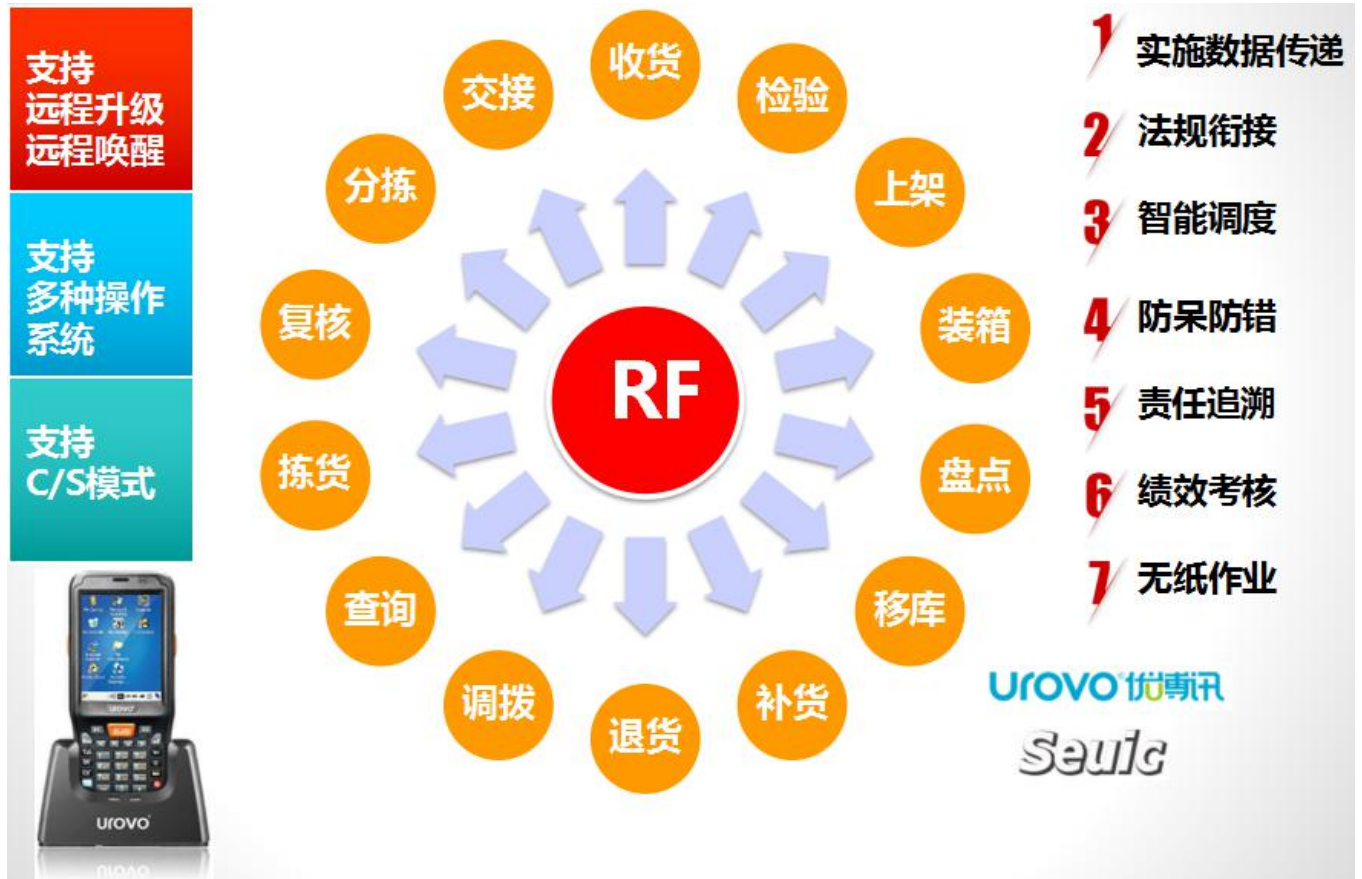 支持
远程升级
远程唤醒
支持
多种操作
系统
支持
C/S模式
urovo
urovo
RF
收货
检验
上架
装箱
盘点
移库
补货
退货
调拨
查询
拣货
复核
分拣
交接
1 实施数据传递
2 法规衔接
3 智能调度
4 防呆防错
5 责任追溯
6 绩效考核
7 无纸作业
urovo 优博讯
Seuic